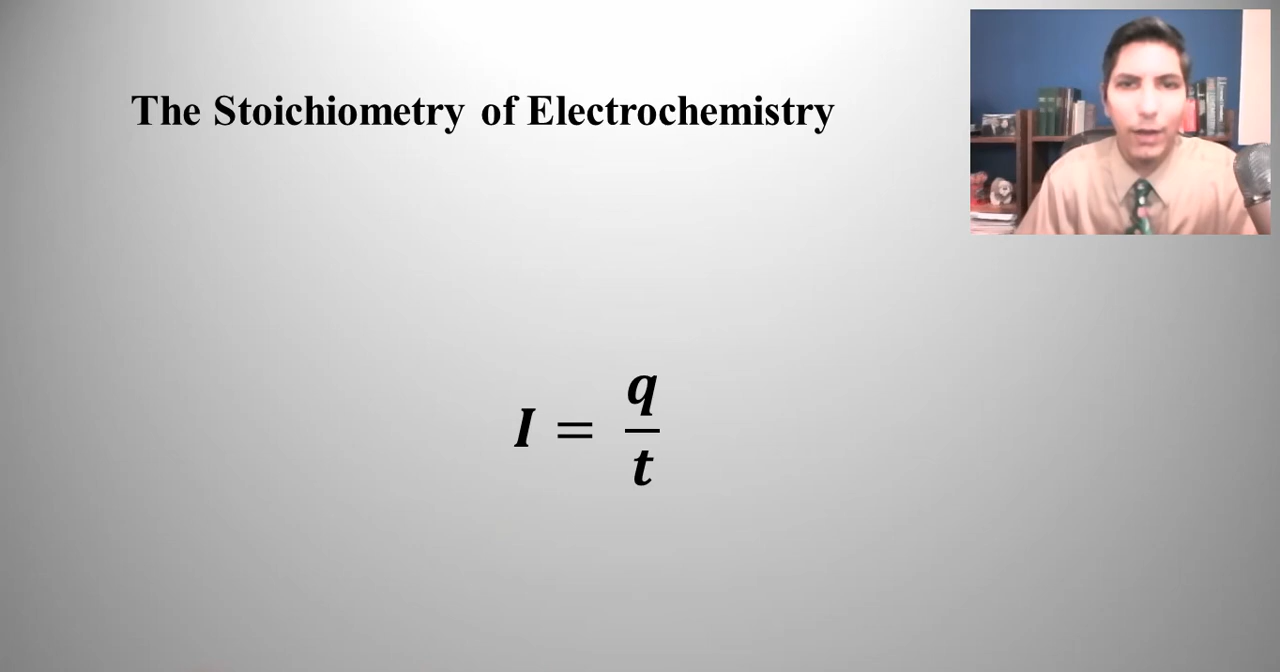 The Stoichiometry of Electrochemistry
I = q/t